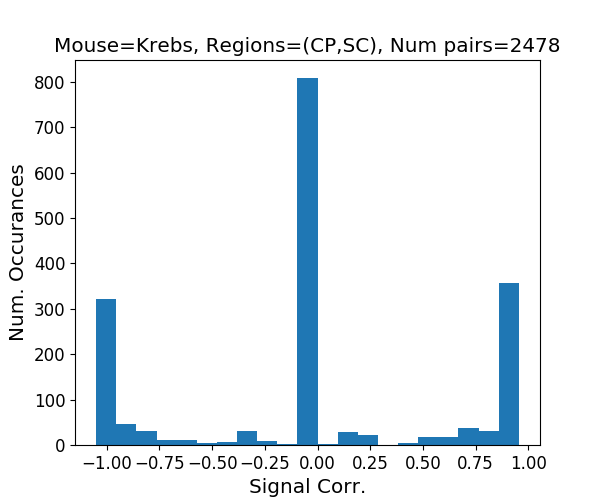 Mouse=Krebs, Regions=(CP,SC), Num pairs=2478
800
700
600
500
400
300
200
100
0
Num. Occurances
−1.00 −0.75 −0.50 −0.25 0.00 0.25 0.50 0.75 1.00
Signal Corr.